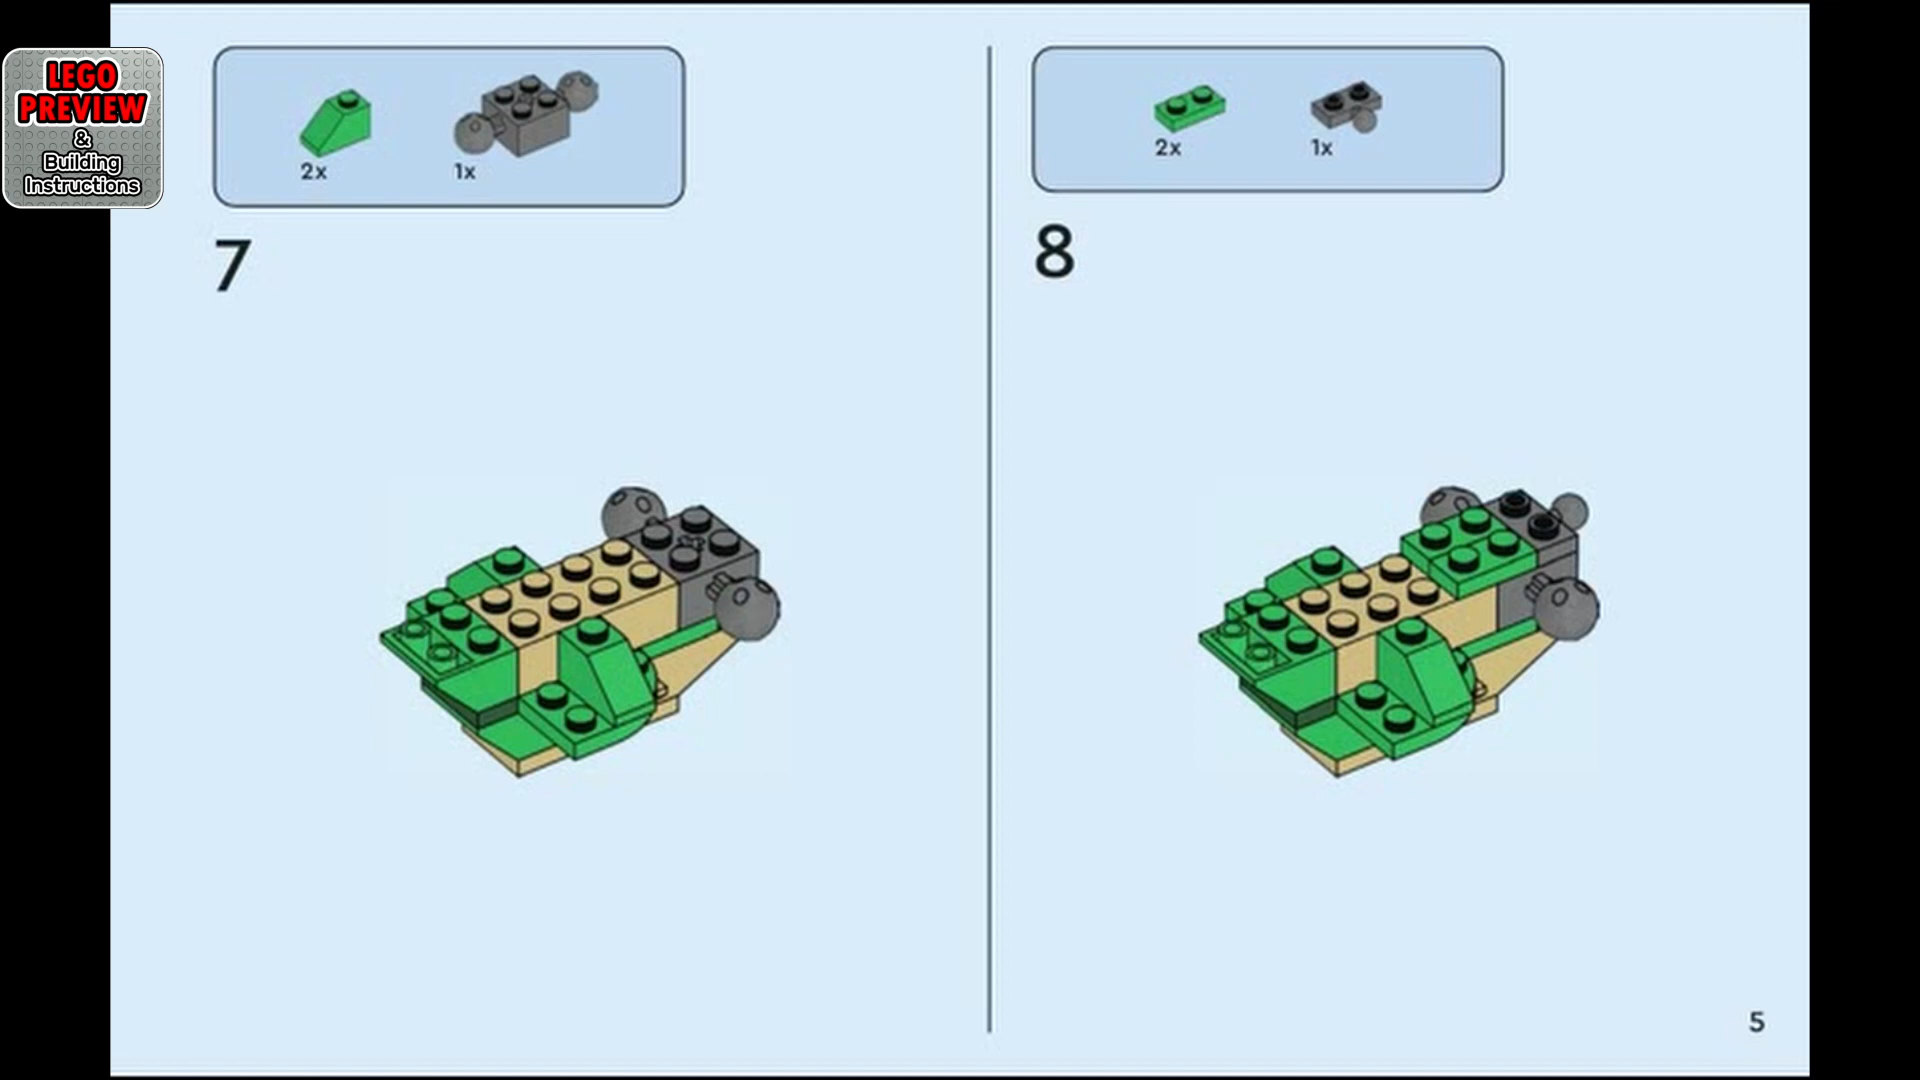 LEGO
PREVIEW
&
Building
Instructions
2x 1x
7
2x 1x
8
5